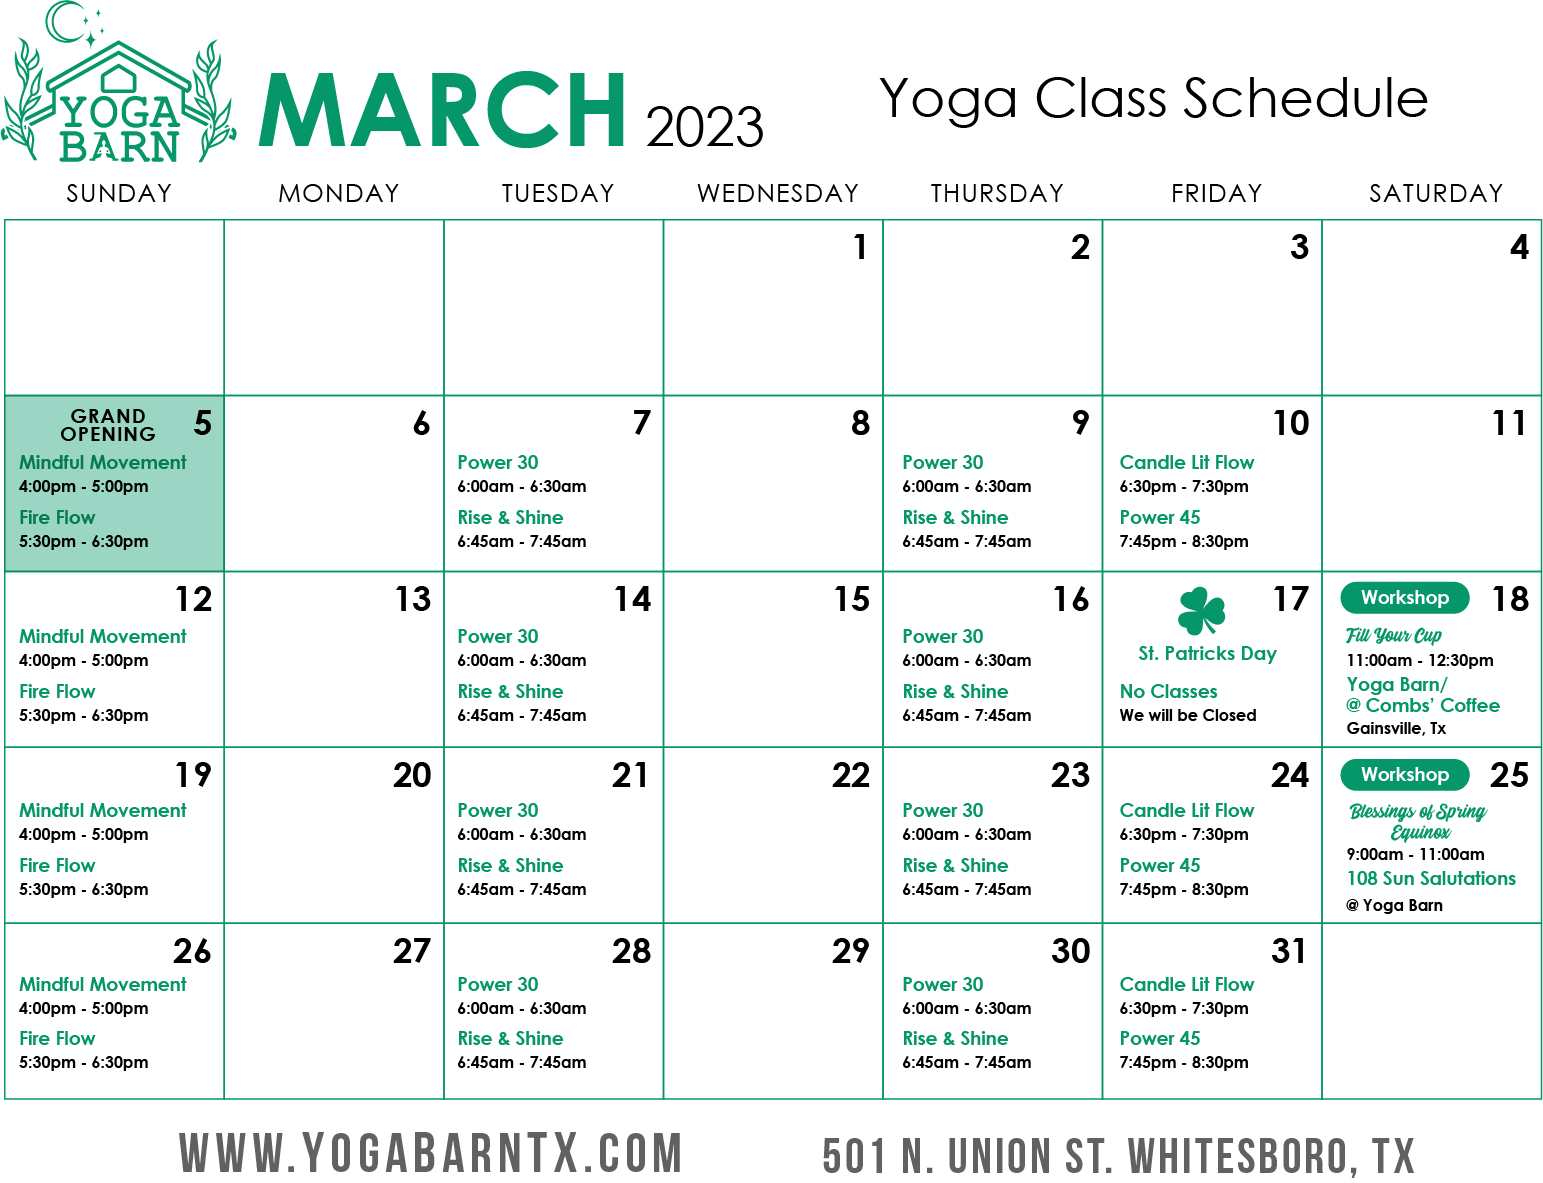 YOGA
BARN
MARCH 2023
Yoga Class Schedule
SUNDAY MONDAY TUESDAY WEDNESDAY THURSDAY FRIDAY SATURDAY
1
2
3
4
GRAND
OPENING
5
Mindful Movement
4:00pm - 5:00pm
Fire Flow
5:30pm - 6:30pm
6
7
Power 30
6:00am - 6:30am
Rise & Shine
6:45am - 7:45am
8
9
Power 30
6:00am - 6:30am
Rise & Shine
6:45am - 7:45am
10
Candle Lit Flow
6:30pm - 7:30pm
Power 45
7:45pm - 8:30pm
11
12
Mindful Movement
4:00pm - 5:00pm
Fire Flow
5:30pm - 6:30pm
13
14
Power 30
6:00am - 6:30am
Rise & Shine
6:45am - 7:45am
15
16
Power 30
6:00am - 6:30am
Rise & Shine
6:45am - 7:45am
17
St. Patricks Day
No Classes
We will be Closed
Workshop
18
Fill Your Cup
11:00am - 12:30pm
Yoga Barn/
@ Combs' Coffee
Gainsville, Tx
19
Mindful Movement
4:00pm - 5:00pm
Fire Flow
5:30pm - 6:30pm
20
21
Power 30
6:00am - 6:30am
Rise & Shine
6:45am - 7:45am
22
23
Power 30
6:00am - 6:30am
Rise & Shine
6:45am - 7:45am
24
Candle Lit Flow
6:30pm - 7:30pm
Power 45
7:45pm - 8:30pm
Workshop
25
Blessings of Spring
Equinox
9:00am - 11:00am
108 Sun Salutations
@ Yoga Barn
26
Mindful Movement
4:00pm - 5:00pm
Fire Flow
5:30pm - 6:30pm
27
28
Power 30
6:00am - 6:30am
Rise & Shine
6:45am - 7:45am
29
30
Power 30
6:00am - 6:30am
Rise & Shine
6:45am - 7:45am
31
Candle Lit Flow
6:30pm - 7:30pm
Power 45
7:45pm - 8:30pm
WWW.YOGABARNTX.COM
501 N. UNION ST. WHITESBORO, TX